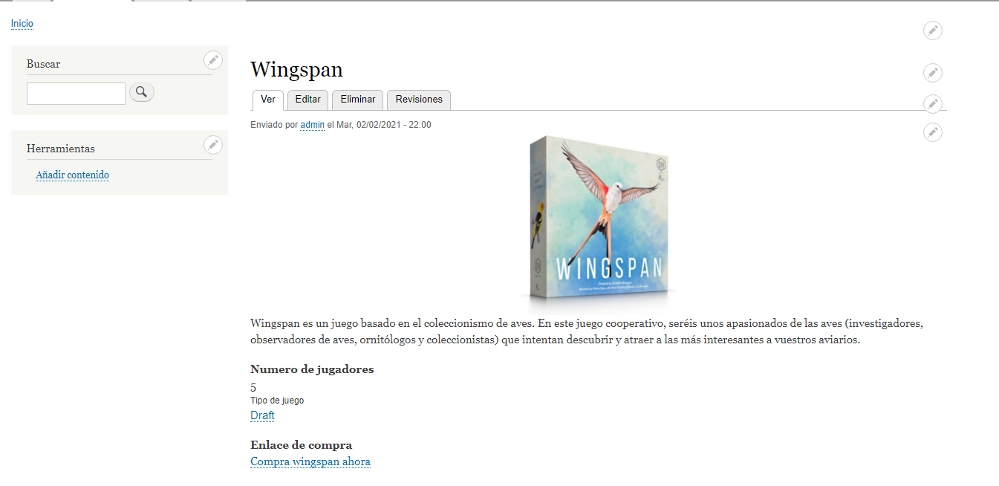 Inicio
Buscar
Herramientas
Añadir contenido
Wingspan
Ver Editar Eliminar Revisiones
Enviado por admin el Mar, 02/02/2021 - 22:00
WINGSPAN
Wingspan es un juego basado en el coleccionismo de aves. En este juego cooperativo, seréis unos apasionados de las aves (investigadores,
observadores de aves, ornitólogos y coleccionistas) que intentan descubrir y atraer a las más interesantes a vuestros aviarios.
Numero de jugadores
5
Tipo de juego
Draft
Enlace de compra
Compra wingspan ahora